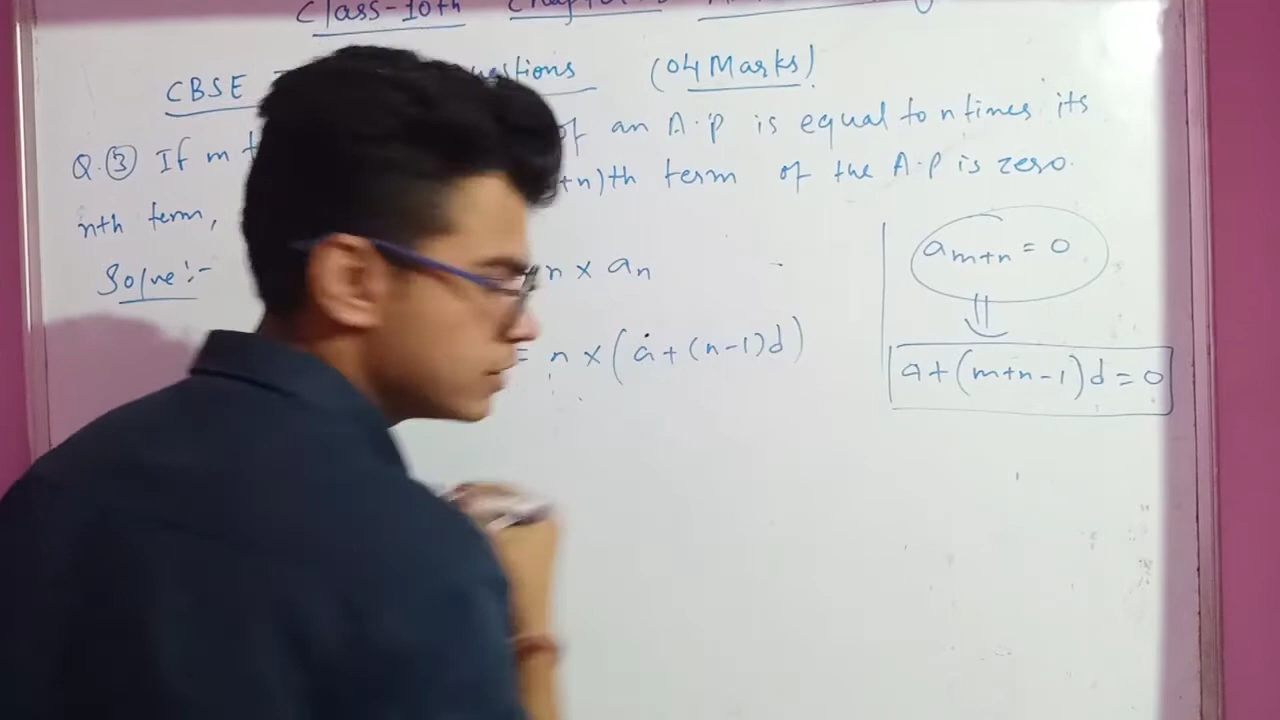 Class-10th
CBSE (04 Marks)
Q.③ If m of an A.P is equal to n times its
nth term, +n)th term of the A.P is zero.
Solve:-
n × aₙ
= n × (a + (n-1)d)
aₘ₊ₙ = 0
⇓
a + (m+n-1)d = 0